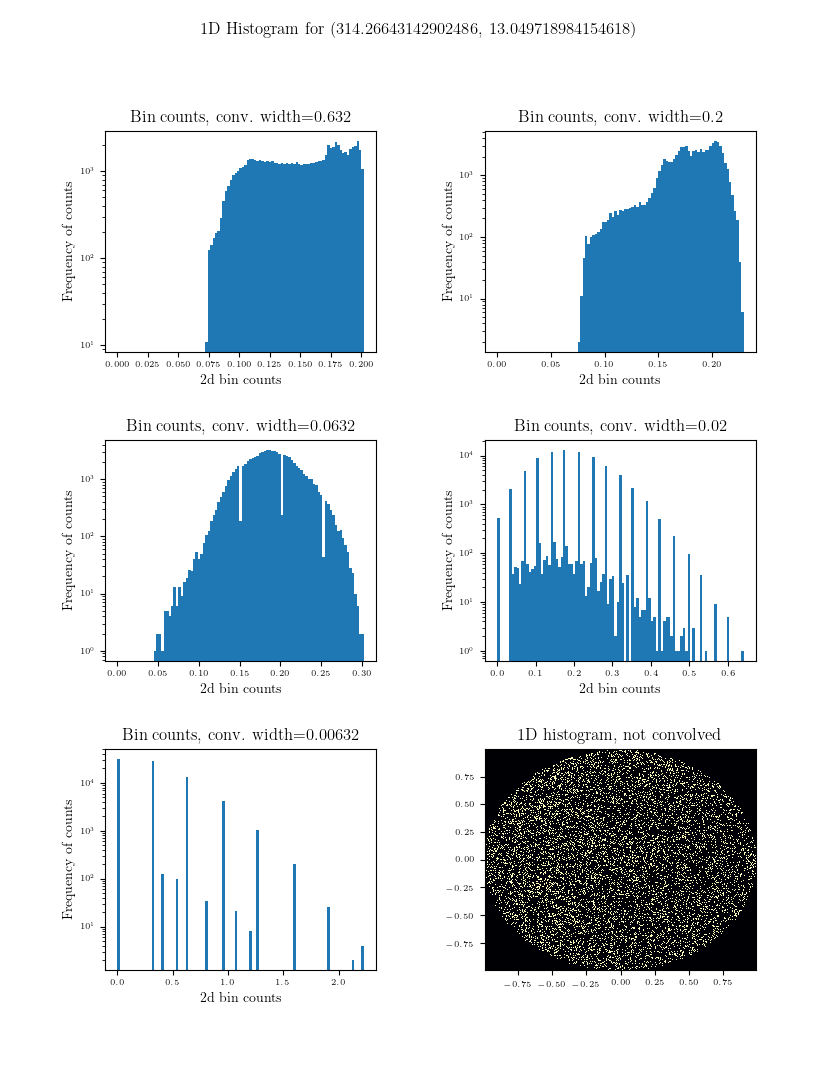 1D Histogram for (314.26643142902486, 13.049718984154618)
Bin counts, conv. width=0.632
Frequency of counts
10³
10²
10¹
0.000 0.025 0.050 0.075 0.100 0.125 0.150 0.175 0.200
2d bin counts
Bin counts, conv. width=0.2
Frequency of counts
10³
10²
10¹
0.00 0.05 0.10 0.15 0.20
2d bin counts
Bin counts, conv. width=0.0632
Frequency of counts
10³
10²
10¹
10⁰
0.00 0.05 0.10 0.15 0.20 0.25 0.30
2d bin counts
Bin counts, conv. width=0.02
Frequency of counts
10⁴
10³
10²
10¹
10⁰
0.0 0.1 0.2 0.3 0.4 0.5 0.6
2d bin counts
Bin counts, conv. width=0.00632
Frequency of counts
10⁴
10³
10²
10¹
0.0 0.5 1.0 1.5 2.0
2d bin counts
1D histogram, not convolved
0.75
0.50
0.25
0.00
−0.25
−0.50
−0.75
−0.75 −0.50 −0.25 0.00 0.25 0.50 0.75